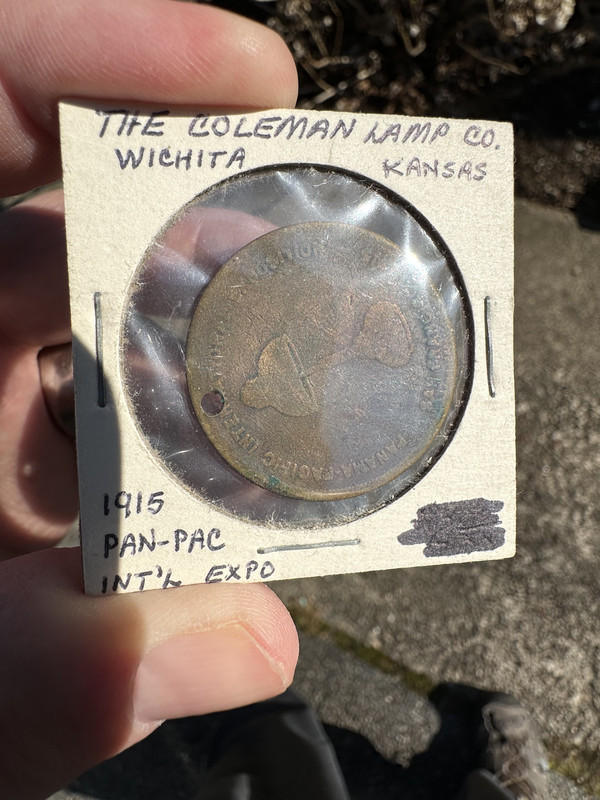 THE COLEMAN LAMP CO.
WICHITA KANSAS
PANAMA-PACIFIC
1915
PAN-PAC
INT'L EXPO